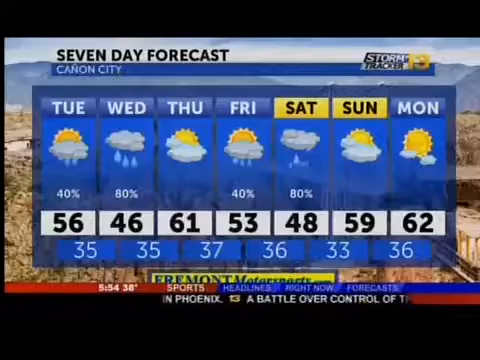 SEVEN DAY FORECAST
CAÑON CITY
STORM
TRACKER 13
TUE WED THU FRI SAT SUN MON
40% 80% 40% 80%
56 46 61 53 48 59 62
35 35 37 36 33 36
FREMONT Motorsports
5:54 38° SPORTS HEADLINES RIGHT NOW FORECASTS
IN PHOENIX. 13 A BATTLE OVER CONTROL OF T